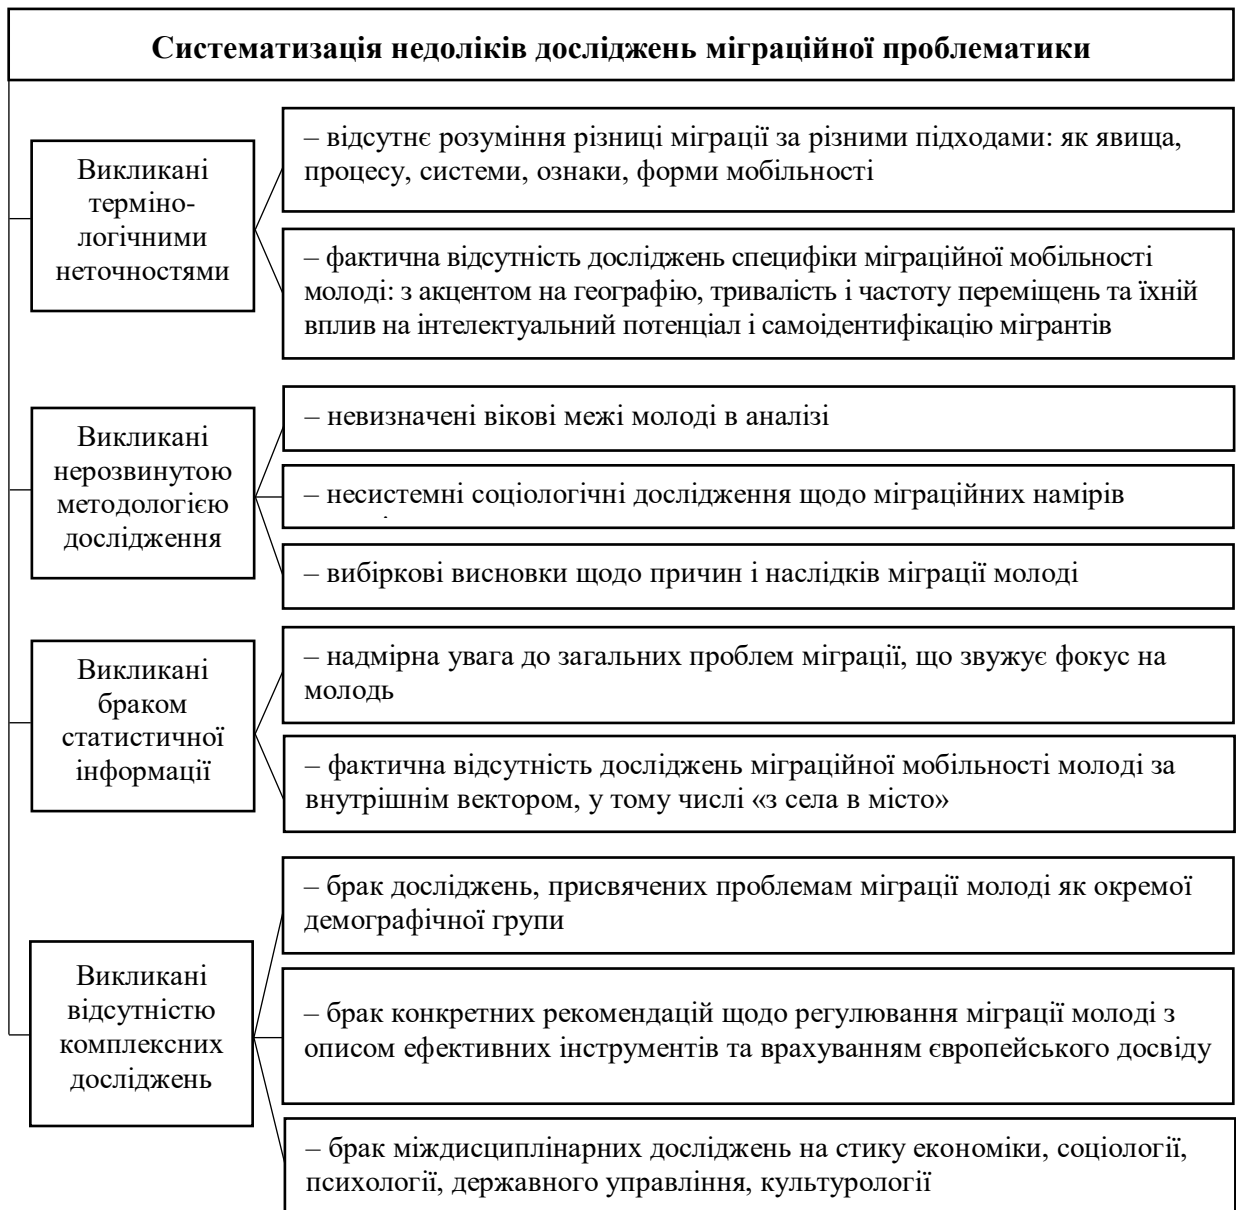 Систематизація недоліків досліджень міграційної проблематики
Викликані
терміно-
логічними
неточностями
– відсутнє розуміння різниці міграції за різними підходами: як явища,
процесу, системи, ознаки, форми мобільності
– фактична відсутність досліджень специфіки міграційної мобільності
молоді: з акцентом на географію, тривалість і частоту переміщень та їхній
вплив на інтелектуальний потенціал і самоідентифікацію мігрантів
Викликані
нерозвинутою
методологією
дослідження
– невизначені вікові межі молоді в аналізі
– несистемні соціологічні дослідження щодо міграційних намірів
– вибіркові висновки щодо причин і наслідків міграції молоді
Викликані
браком
статистичної
інформації
– надмірна увага до загальних проблем міграції, що звужує фокус на
молодь
– фактична відсутність досліджень міграційної мобільності молоді за
внутрішнім вектором, у тому числі «з села в місто»
Викликані
відсутністю
комплексних
досліджень
– брак досліджень, присвячених проблемам міграції молоді як окремої
демографічної групи
– брак конкретних рекомендацій щодо регулювання міграції молоді з
описом ефективних інструментів та врахуванням європейського досвіду
– брак міждисциплінарних досліджень на стику економіки, соціології,
психології, державного управління, культурології